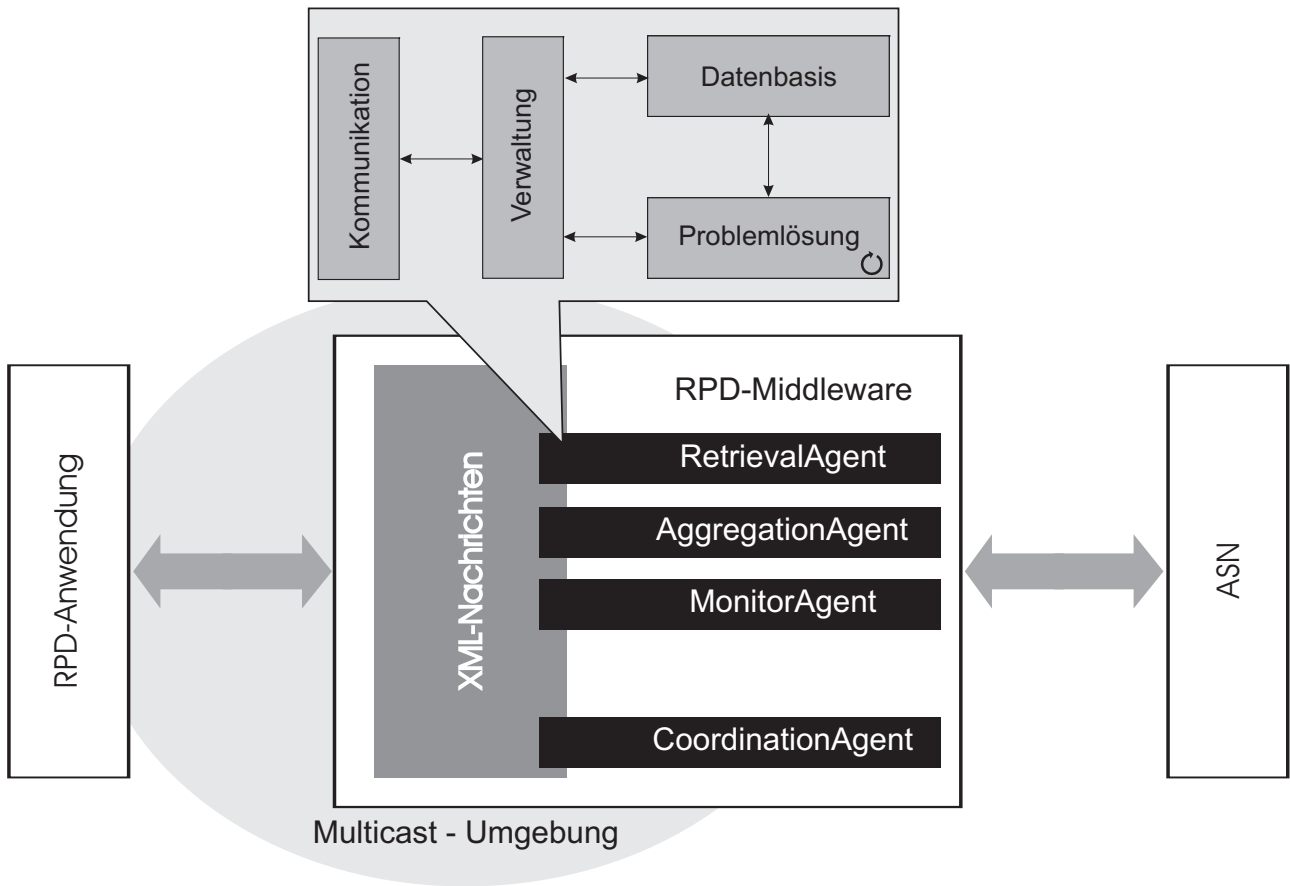 Kommunikation
Verwaltung
Datenbasis
Problemlösung
RPD-Anwendung
XML-Nachrichten
RPD-Middleware
RetrievalAgent
AggregationAgent
MonitorAgent
CoordinationAgent
ASN
Multicast - Umgebung